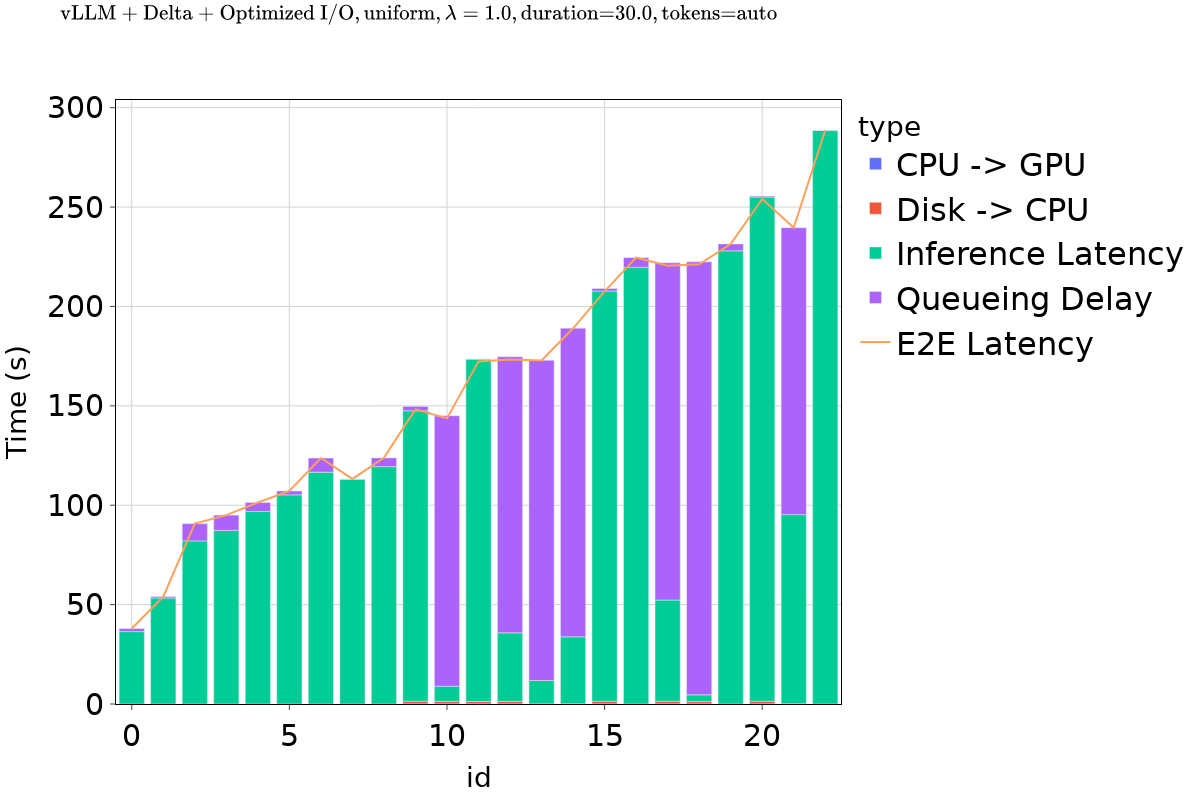 vLLM + Delta + Optimized I/O, uniform, λ = 1.0, duration=30.0, tokens=auto
300
250
200
150
100
50
0
Time (s)
0 5 10 15 20
id
type
CPU -> GPU
Disk -> CPU
Inference Latency
Queueing Delay
E2E Latency